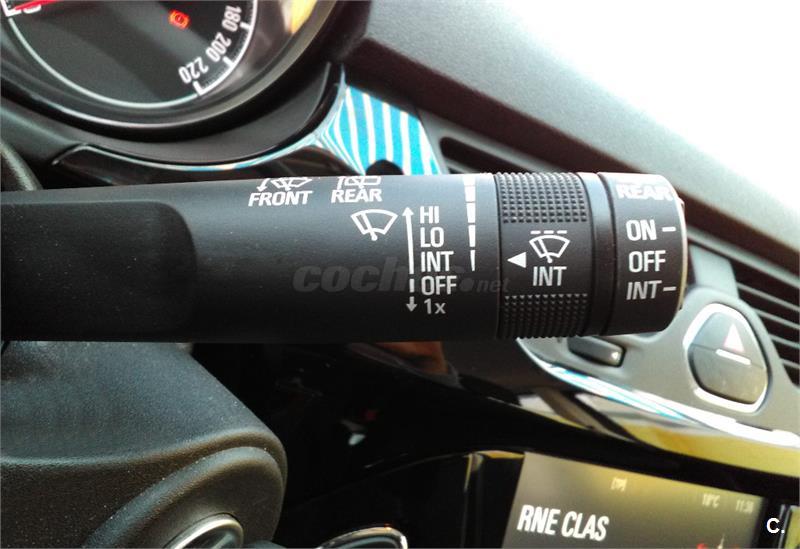 180
200
220
FRONT
REAR
HI
LO
INT
OFF
1x
INT
REAR
ON
OFF
INT
coches.net
RNE CLAS
C.